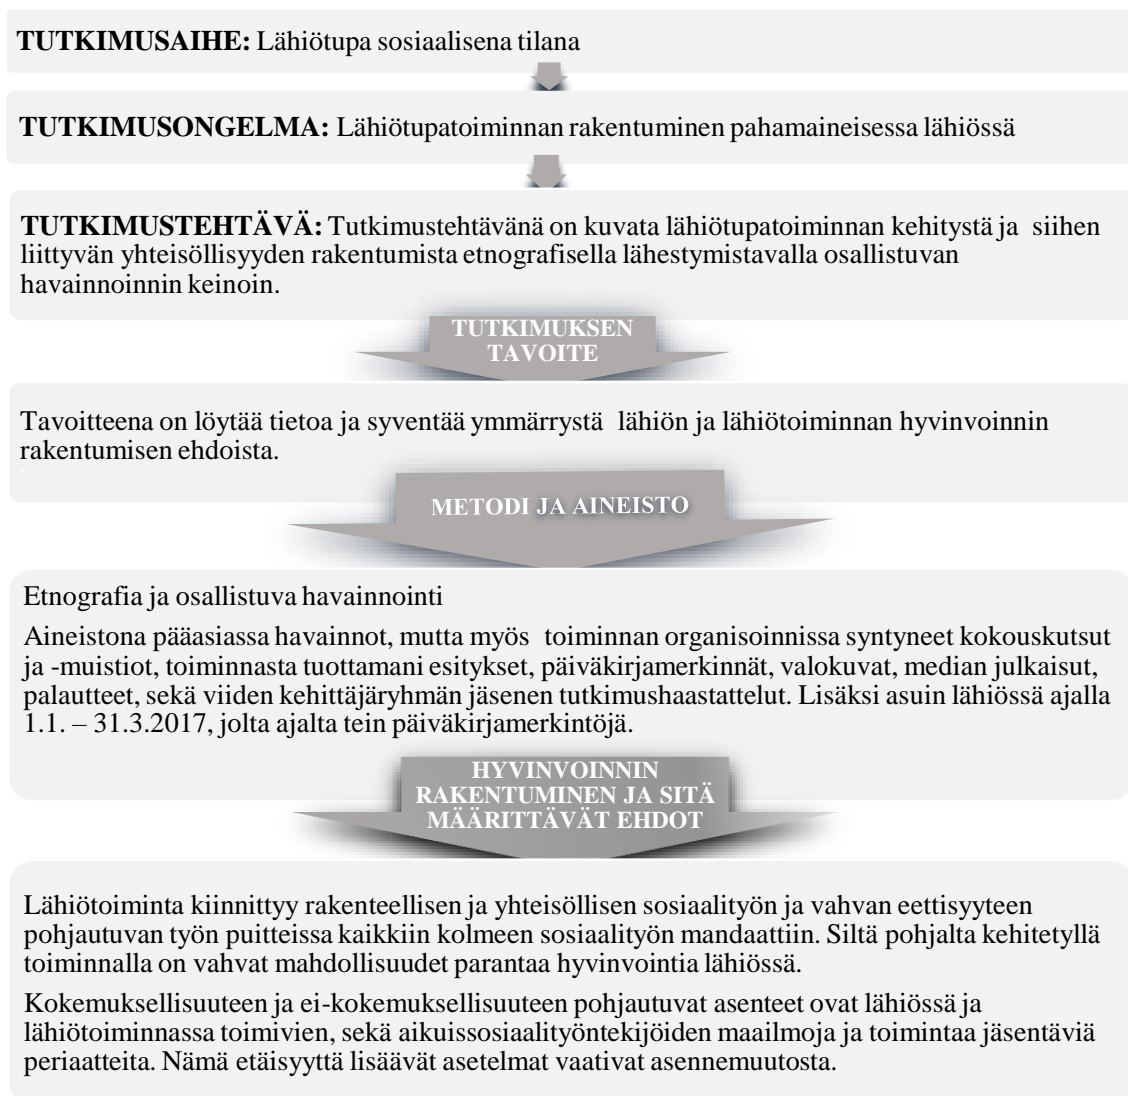 TUTKIMUSAIHE: Lähiötupa sosiaalisena tilana
TUTKIMUSONGELMA: Lähiötupatoiminnan rakentuminen pahamaineisessa lähiössä
TUTKIMUSTEHTÄVÄ: Tutkimustehtävänä on kuvata lähiötupatoiminnan kehitystä ja siihen
liittyvän yhteisöllisyyden rakentumista etnografisella lähestymistavalla osallistuvan
havainnoinnin keinoin.
TUTKIMUKSEN
TAVOITE
Tavoitteena on löytää tietoa ja syventää ymmärrystä lähiön ja lähiötoiminnan hyvinvoinnin
rakentumisen ehdoista.
METODI JA AINEISTO
Etnografia ja osallistuva havainnointi
Aineistona pääasiassa havainnot, mutta myös toiminnan organisoinnissa syntyneet kokouskutsut
ja -muistiot, toiminnasta tuottamani esitykset, päiväkirjamerkinnät, valokuvat, median julkaisut,
palautteet, sekä viiden kehittäjäryhmän jäsenen tutkimushaastattelut. Lisäksi asuin lähiössä ajalla
1.1. – 31.3.2017, jolta ajalta tein päiväkirjamerkintöjä.
HYVINVOINNIN
RAKENTUMINEN JA SITÄ
MÄÄRITTÄVÄT EHDOT
Lähiötoiminta kiinnittyy rakenteellisen ja yhteisöllisen sosiaalityön ja vahvan eettisyyteen
pohjautuvan työn puitteissa kaikkiin kolmeen sosiaalityön mandaattiin. Siltä pohjalta kehitetyllä
toiminnalla on vahvat mahdollisuudet parantaa hyvinvointia lähiössä.
Kokemuksellisuuteen ja ei-kokemuksellisuuteen pohjautuvat asenteet ovat lähiössä ja
lähiötoiminnassa toimivien, sekä aikuissosiaalityöntekijöiden maailmoja ja toimintaa jäsentäviä
periaatteita. Nämä etäisyyttä lisäävät asetelmat vaativat asennemuutosta.